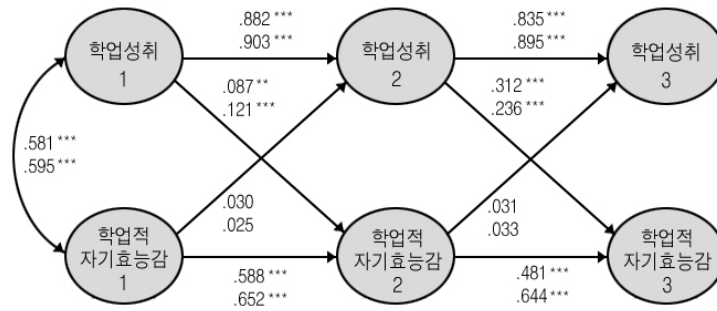 .882 ***
.903 ***
.835 ***
.895 ***
학업성취
1
학업성취
2
학업성취
3
.087 **
.121 ***
.312 ***
.236 ***
.581 ***
.595 ***
.030
.025
.031
.033
학업적
자기효능감
1
학업적
자기효능감
2
학업적
자기효능감
3
.588 ***
.652 ***
.481 ***
.644 ***